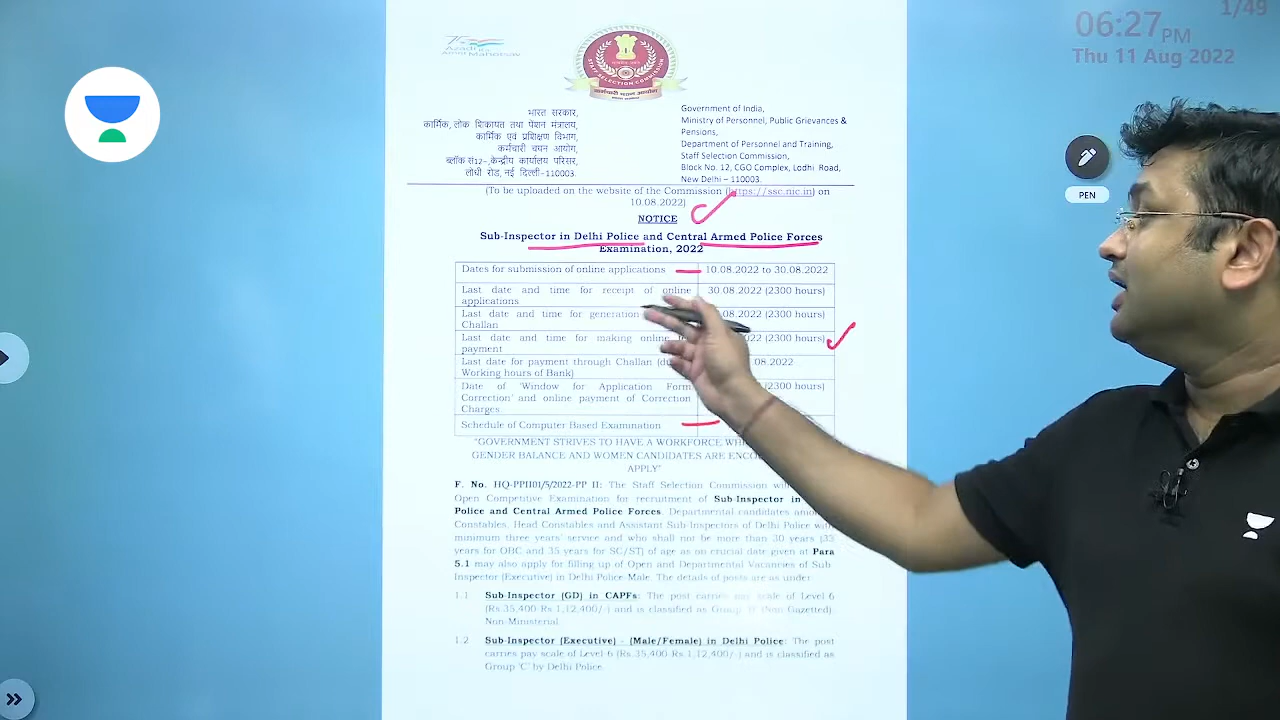 1/49
06:27 PM
Thu 11 Aug 2022
Azadi Ka
Amrit Mahotsav
STAFF SELECTION COMMISSION
कर्मचारी चयन आयोग
भारत सरकार,
कार्मिक, लोक शिकायत तथा पेंशन मंत्रालय,
कार्मिक एवं प्रशिक्षण विभाग,
कर्मचारी चयन आयोग,
ब्लॉक सं12-,केन्द्रीय कार्यालय परिसर,
लोधी रोड, नई दिल्ली-110003.
Government of India,
Ministry of Personnel, Public Grievances &
Pensions,
Department of Personnel and Training,
Staff Selection Commission,
Block No. 12, CGO Complex, Lodhi Road,
New Delhi – 110003.
PEN
(To be uploaded on the website of the Commission (https://ssc.nic.in) on
10.08.2022)
NOTICE
Sub-Inspector in Delhi Police and Central Armed Police Forces
Examination, 2022
Dates for submission of online applications 10.08.2022 to 30.08.2022
Last date and time for receipt of online 30.08.2022 (2300 hours)
applications
Last date and time for generation .08.2022 (2300 hours)
Challan
Last date and time for making online 2022 (2300 hours)
payment
Last date for payment through Challan .08.2022
Working hours of Bank)
Date of 'Window for Application Form (2300 hours)
Correction' and online payment of Correction
Charges.
Schedule of Computer Based Examination
"GOVERNMENT STRIVES TO HAVE A WORKFORCE
GENDER BALANCE AND WOMEN CANDIDATES ARE
APPLY"
F. No. HQ-PPII01/5/2022-PP II: The Staff Selection Commission
Open Competitive Examination for recruitment of Sub-Inspector in
Police and Central Armed Police Forces. Departmental candidates
Constables, Head Constables and Assistant Sub-Inspectors of Delhi Police with
minimum three years' service and who shall not be more than 30 years (33
years for OBC and 35 years for SC/ST) of age as on crucial date given at Para
5.1 may also apply for filling up of Open and Departmental Vacancies of Sub
Inspector (Executive) in Delhi Police-Male. The details of posts are as under
1.1 Sub-Inspector (GD) in CAPFs: The post carries pay scale of Level 6
(Rs.35,400-Rs.1,12,400/-) and is classified as Group (Non Gazetted),
Non-Ministerial.
1.2 Sub-Inspector (Executive) - (Male/Female) in Delhi Police: The post
carries pay scale of Level-6 (Rs.35,400-Rs.1,12,400/-) and is classified as
Group 'C' by Delhi Police.